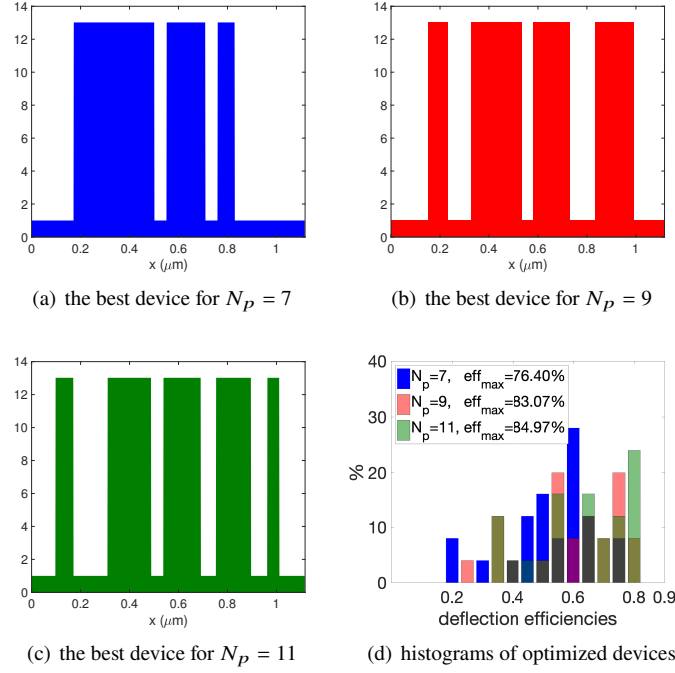 14
12
10
8
6
4
2
0
0 0.2 0.4 0.6 0.8 1
x (μm)
(a) the best device for N_p = 7
14
12
10
8
6
4
2
0
0 0.2 0.4 0.6 0.8 1
x (μm)
(b) the best device for N_p = 9
14
12
10
8
6
4
2
0
0 0.2 0.4 0.6 0.8 1
x (μm)
(c) the best device for N_p = 11
40
30
20
10
0
%
N_p=7, eff_max=76.40%
N_p=9, eff_max=83.07%
N_p=11, eff_max=84.97%
0.2 0.4 0.6 0.8 0.9
deflection efficiencies
(d) histograms of optimized devices